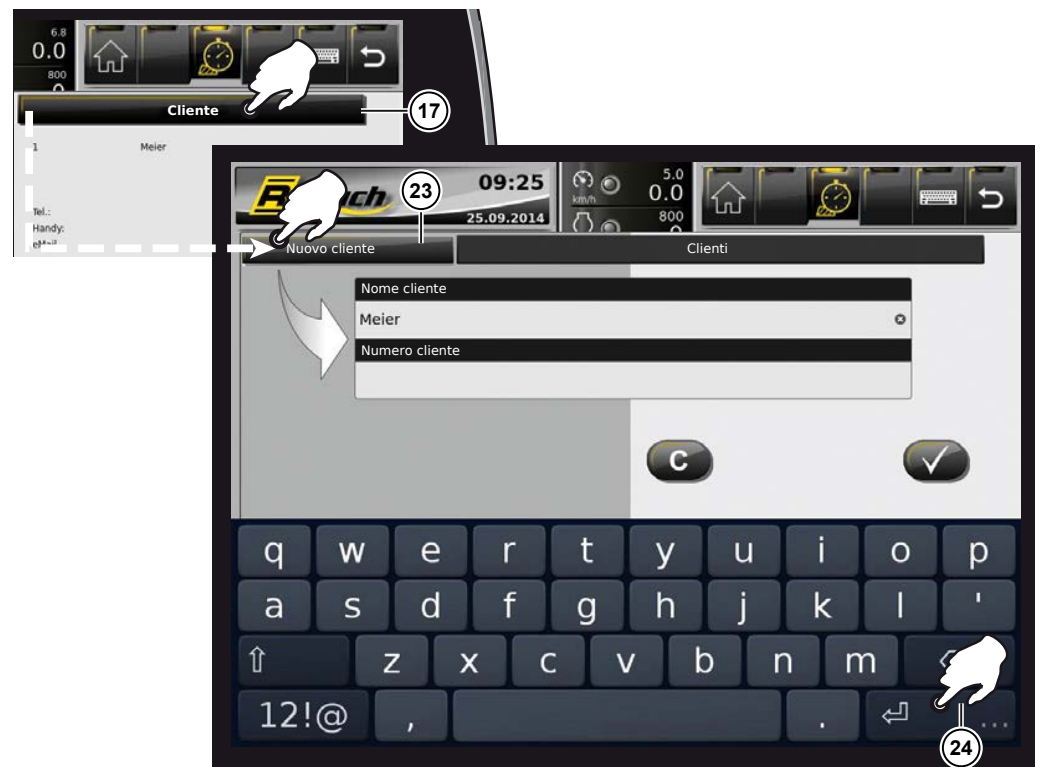 6.8
0.0
800
Cliente
17
1 Meier
Tel.:
Handy:
eMail
09:25
25.09.2014
23
km/h
5.0
0.0
800
Nuovo cliente
Clienti
Nome cliente
Meier
Numero cliente
C
q w e r t y u i o p
a s d f g h j k l '
z x c v b n m
12!@ , . ...
24